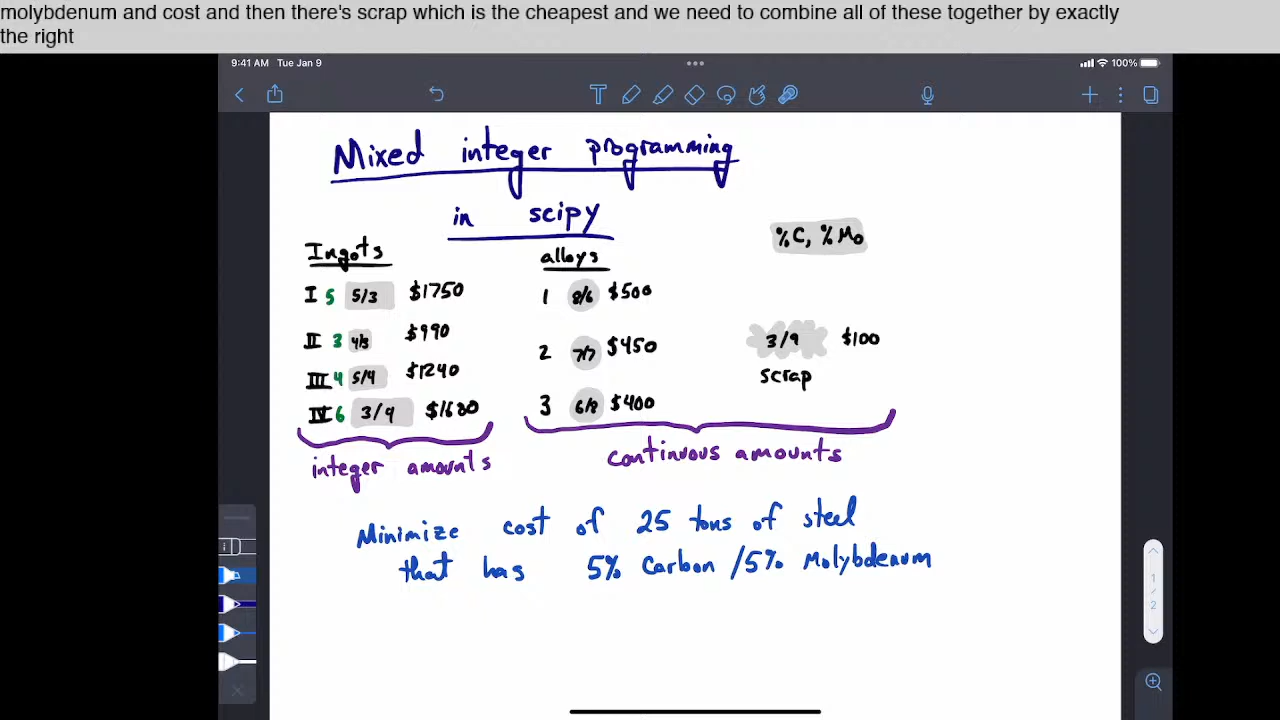 molybdenum and cost and then there's scrap which is the cheapest and we need to combine all of these together by exactly
the right
9:41 AM Tue Jan 9
100%
Mixed integer programming
in scipy
%C, %Mo
Ingots
I 5 5/3 $1750
II 3 4/3 $990
III 4 5/4 $1240
IV 6 3/4 $1680
integer amounts
alloys
1 8/6 $500
2 7/7 $450
3 6/8 $400
3/9 $100
scrap
continuous amounts
Minimize cost of 25 tons of steel
that has 5% Carbon /5% Molybdenum
1
/
2